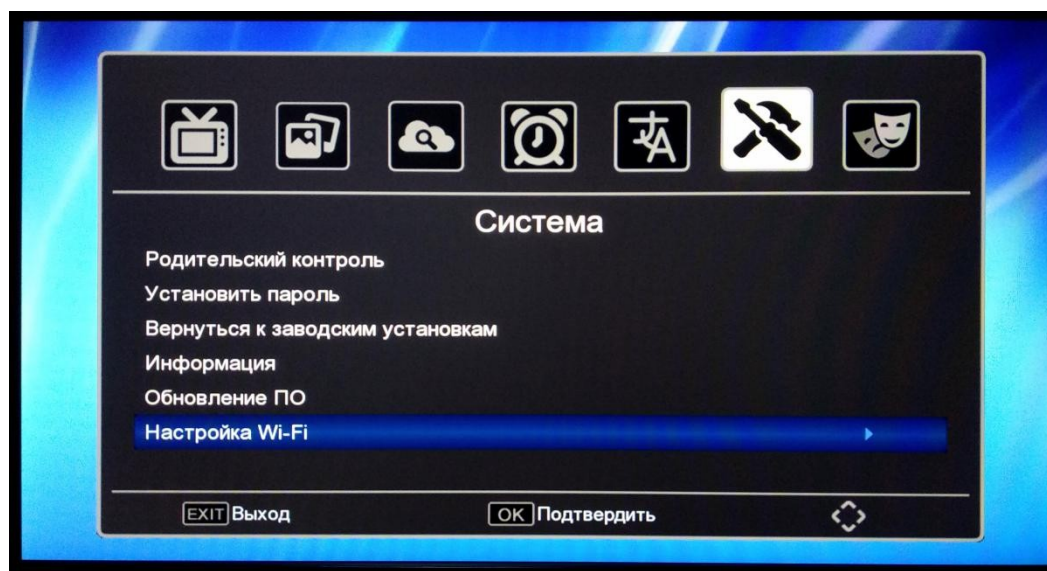 Система
Родительский контроль
Установить пароль
Вернуться к заводским установкам
Информация
Обновление ПО
Настройка Wi-Fi
EXIT Выход
OK Подтвердить